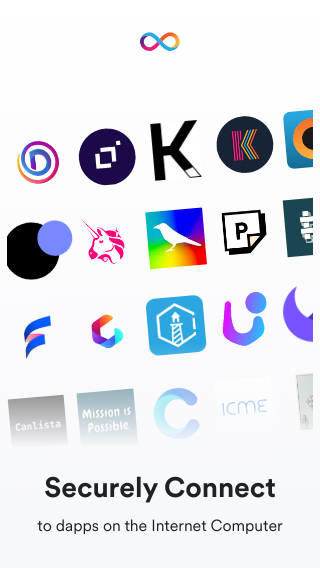 K
P
Canlista
Mission is
Possible
ICME
Securely Connect
to dapps on the Internet Computer